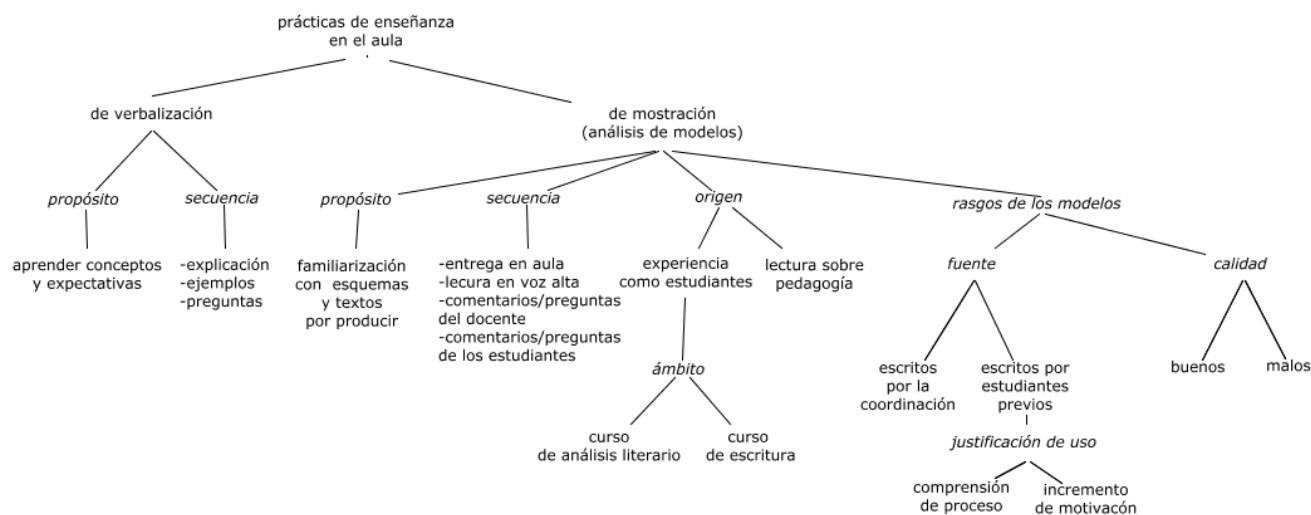 prácticas de enseñanza
en el aula
de verbalización
de mostración
(análisis de modelos)
propósito
secuencia
propósito
secuencia
origen
rasgos de los modelos
aprender conceptos
y expectativas
-explicación
-ejemplos
-preguntas
familiarización
con esquemas
y textos
por producir
-entrega en aula
-lecura en voz alta
-comentarios/preguntas
del docente
-comentarios/preguntas
de los estudiantes
experiencia
como estudiantes
lectura sobre
pedagogía
fuente
calidad
ámbito
escritos
por la
coordinación
escritos por
estudiantes
previos
buenos
malos
curso
de análisis literario
curso
de escritura
justificación de uso
comprensión
de proceso
incremento
de motivacón